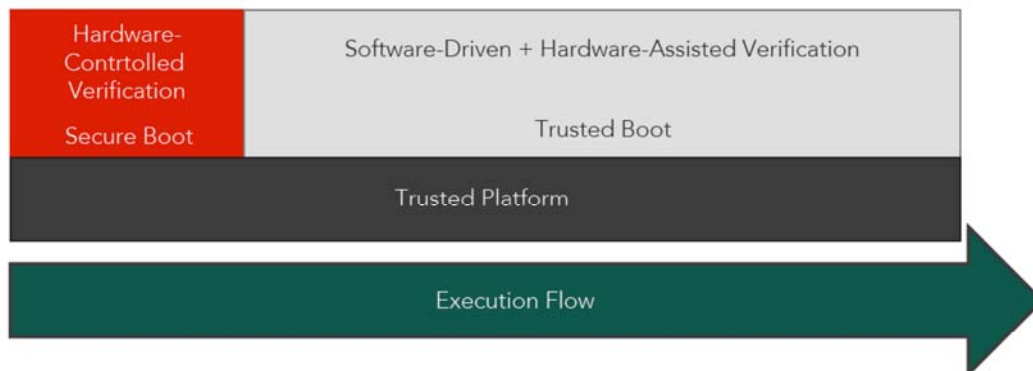 Hardware-
Contrtolled
Verification
Secure Boot
Software-Driven + Hardware-Assisted Verification
Trusted Boot
Trusted Platform
Execution Flow